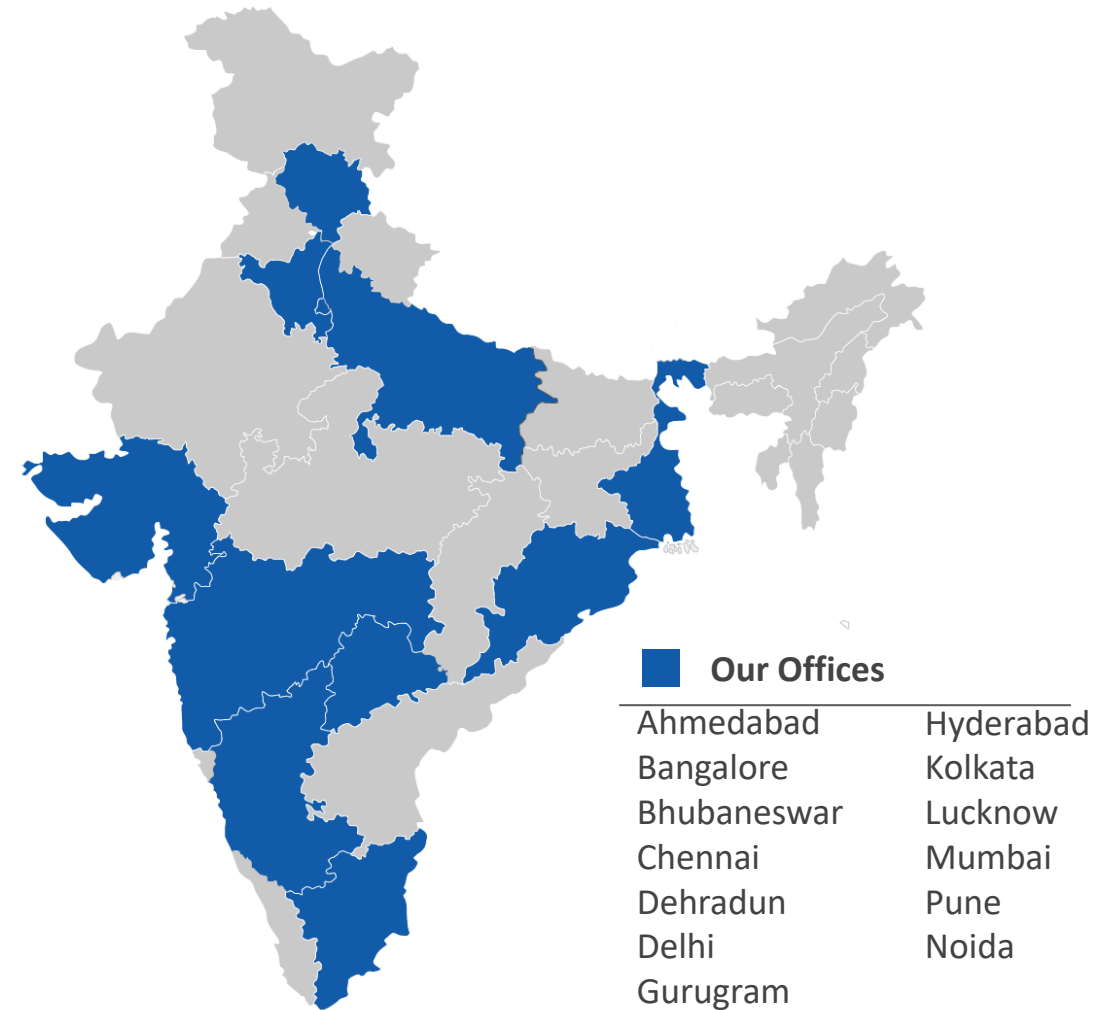 Our Offices
Ahmedabad
Bangalore
Bhubaneswar
Chennai
Dehradun
Delhi
Gurugram
Hyderabad
Kolkata
Lucknow
Mumbai
Pune
Noida